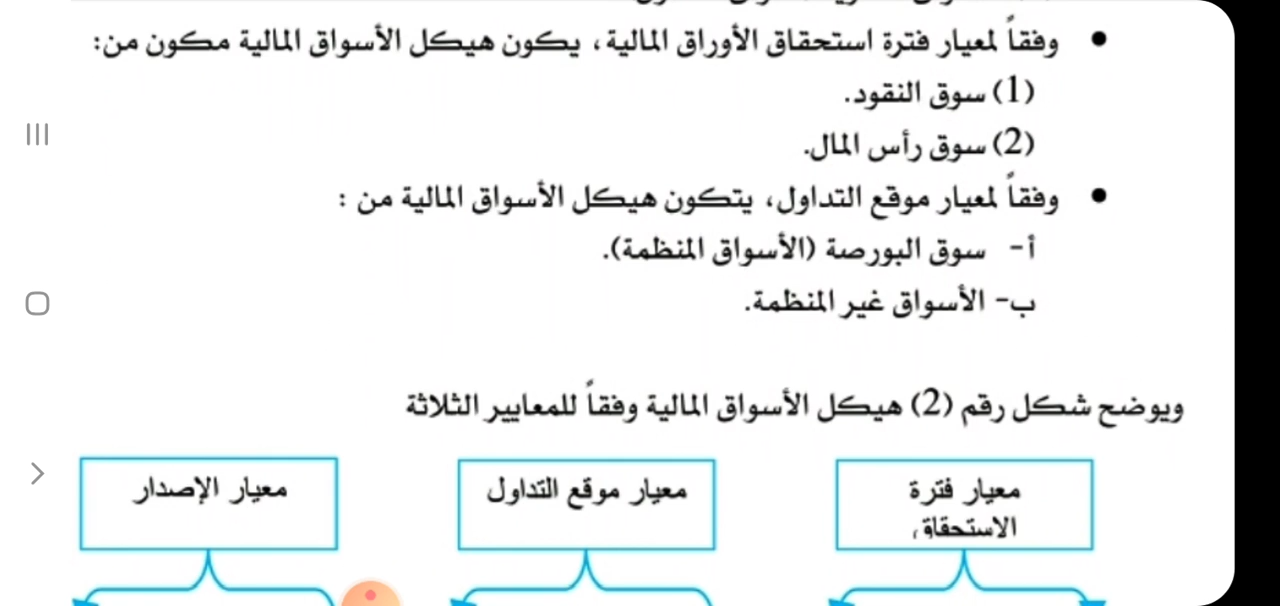 وفقاً لمعيار فترة استحقاق الأوراق المالية، يكون هيكل الأسواق المالية مكون من:
(1) سوق النقود.
(2) سوق رأس المال.
وفقاً لمعيار موقع التداول، يتكون هيكل الأسواق المالية من :
أ- سوق البورصة (الأسواق المنظمة).
ب- الأسواق غير المنظمة.
ويوضح شكل رقم (2) هيكل الأسواق المالية وفقاً للمعايير الثلاثة
معيار فترة
الاستحقاق،
معيار موقع التداول
معيار الإصدار